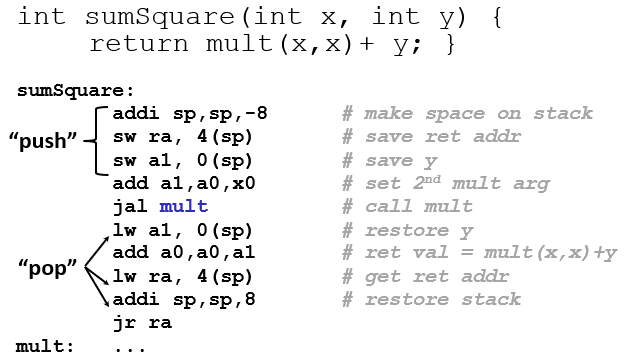 int sumSquare(int x, int y) {
return mult(x,x)+ y; }
sumSquare:
addi sp,sp,-8 # make space on stack
“push” sw ra, 4(sp) # save ret addr
sw a1, 0(sp) # save y
add a1,a0,x0 # set 2nd mult arg
jal mult # call mult
lw a1, 0(sp) # restore y
“pop” add a0,a0,a1 # ret val = mult(x,x)+y
lw ra, 4(sp) # get ret addr
addi sp,sp,8 # restore stack
jr ra
mult: ...